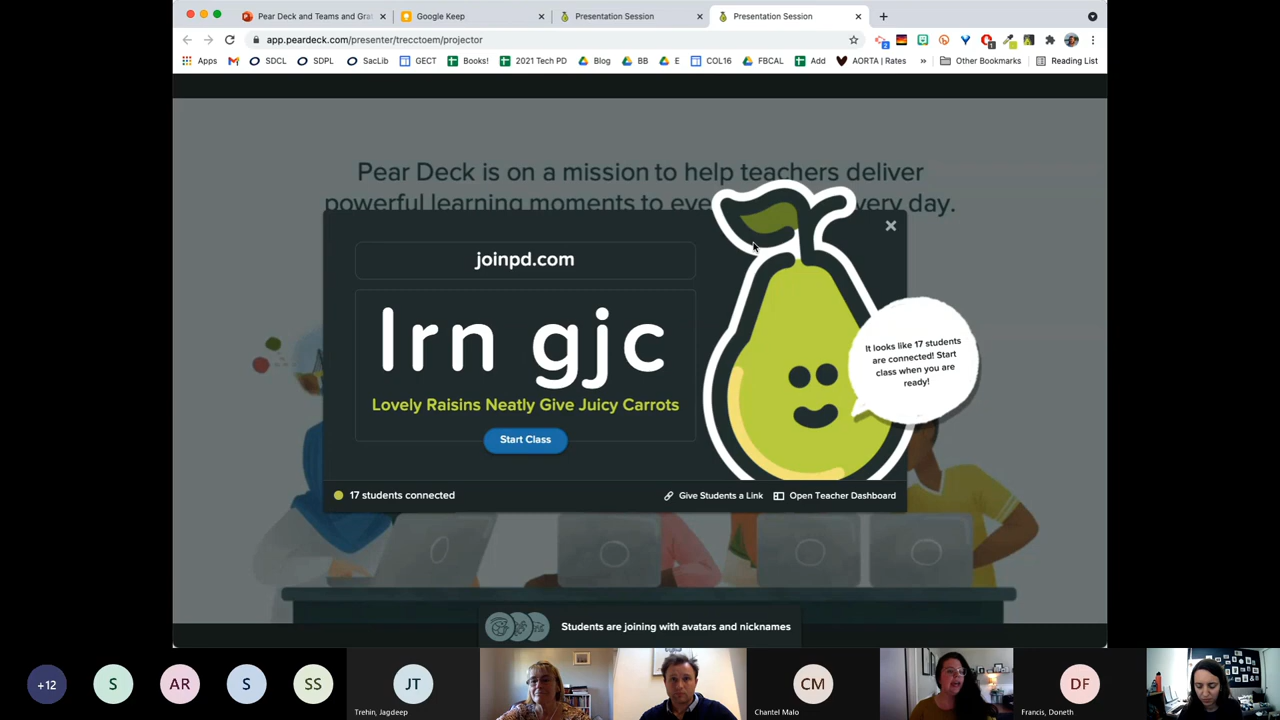 Pear Deck and Teams and Gra
Google Keep
Presentation Session
Presentation Session
app.peardeck.com/presenter/trecctoem/projector
Apps
SDCL
SDPL
SacLib
GECT
Books!
2021 Tech PD
Blog
BB
E
COL16
FBCAL
Add
AORTA | Rates
»
Other Bookmarks
Reading List
Pear Deck is on a mission to help teachers deliver
powerful learning moments to eve
very day.
joinpd.com
lrn gjc
Lovely Raisins Neatly Give Juicy Carrots
Start Class
It looks like 17 students
are connected! Start
class when you are
ready!
17 students connected
Give Students a Link
Open Teacher Dashboard
Students are joining with avatars and nicknames
+12
S
AR
S
SS
JT
CM
DF
Trehin, Jagdeep
Chantel Malo
Francis, Doneth